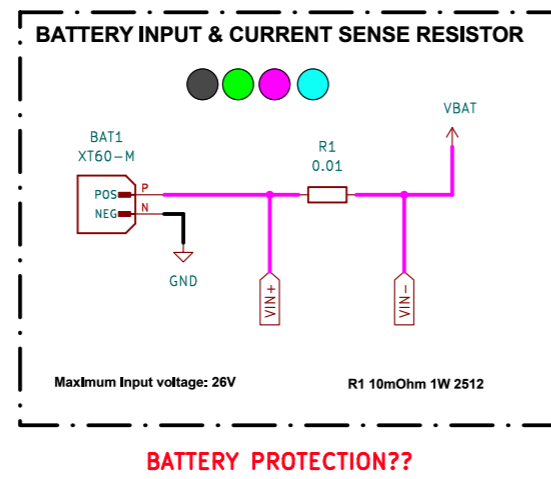 BATTERY INPUT & CURRENT SENSE RESISTOR
VBAT
BAT1
XT60-M
R1
0.01
POS
P
NEG
N
GND
VIN+
VIN-
Maximum Input voltage: 26V
R1 10mOhm 1W 2512
BATTERY PROTECTION??